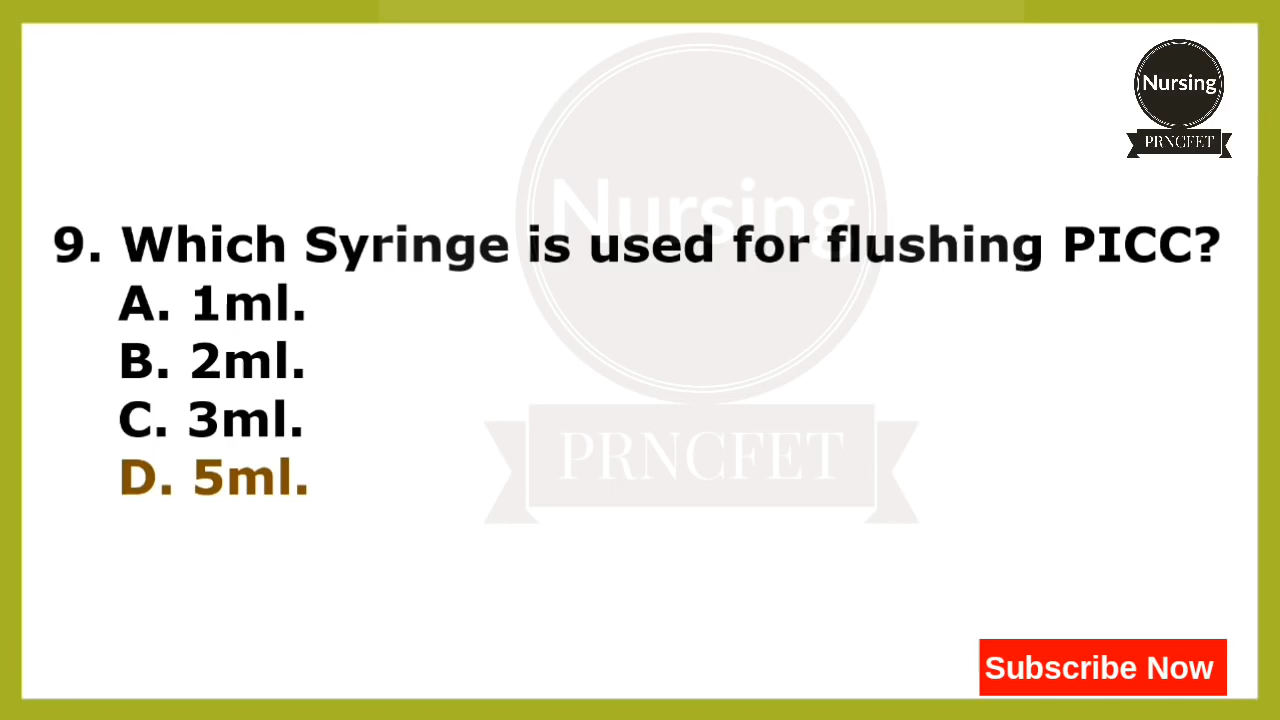 Nursing
PRNCFET
Nursing
9. Which Syringe is used for flushing PICC?
A. 1ml.
B. 2ml.
C. 3ml.
PRNCFET
D. 5ml.
Subscribe Now